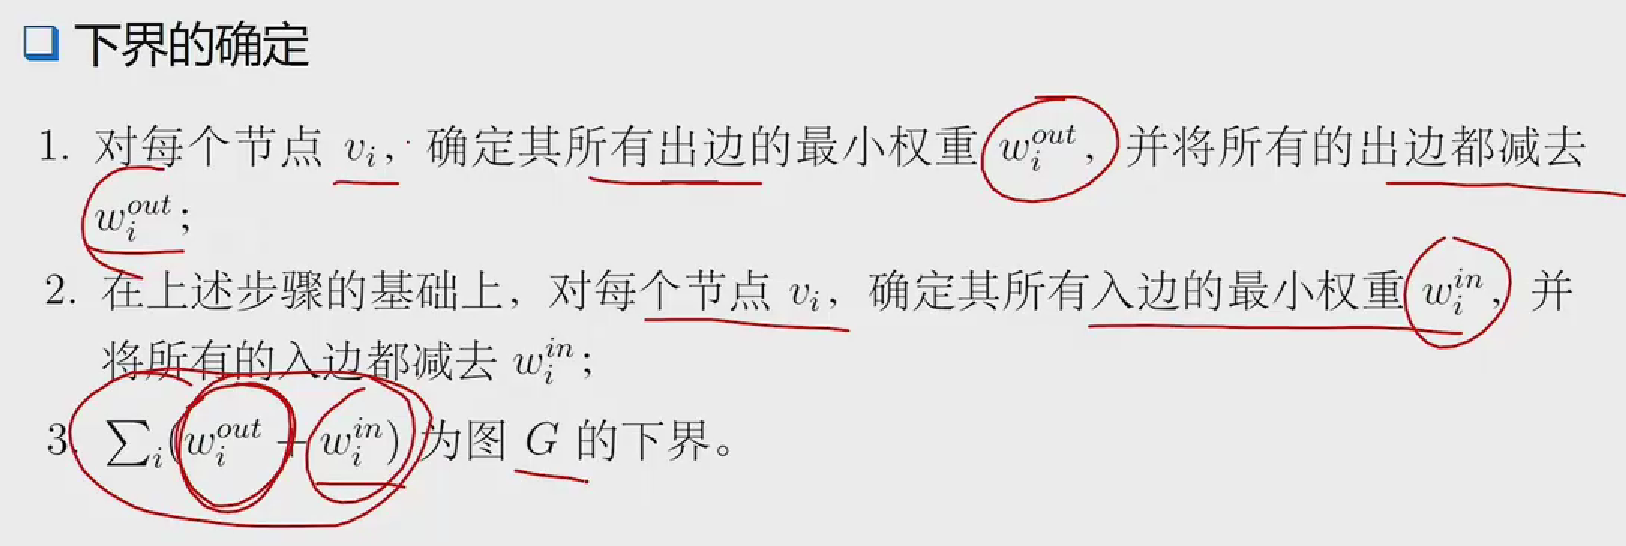 下界的确定
1. 对每个节点 v_i, 确定其所有出边的最小权重 w_i^{out}, 并将所有的出边都减去
w_i^{out};
2. 在上述步骤的基础上, 对每个节点 v_i, 确定其所有入边的最小权重 w_i^{in}, 并
将所有的入边都减去 w_i^{in};
3. ∑_i(w_i^{out} + w_i^{in}) 为图 G 的下界。